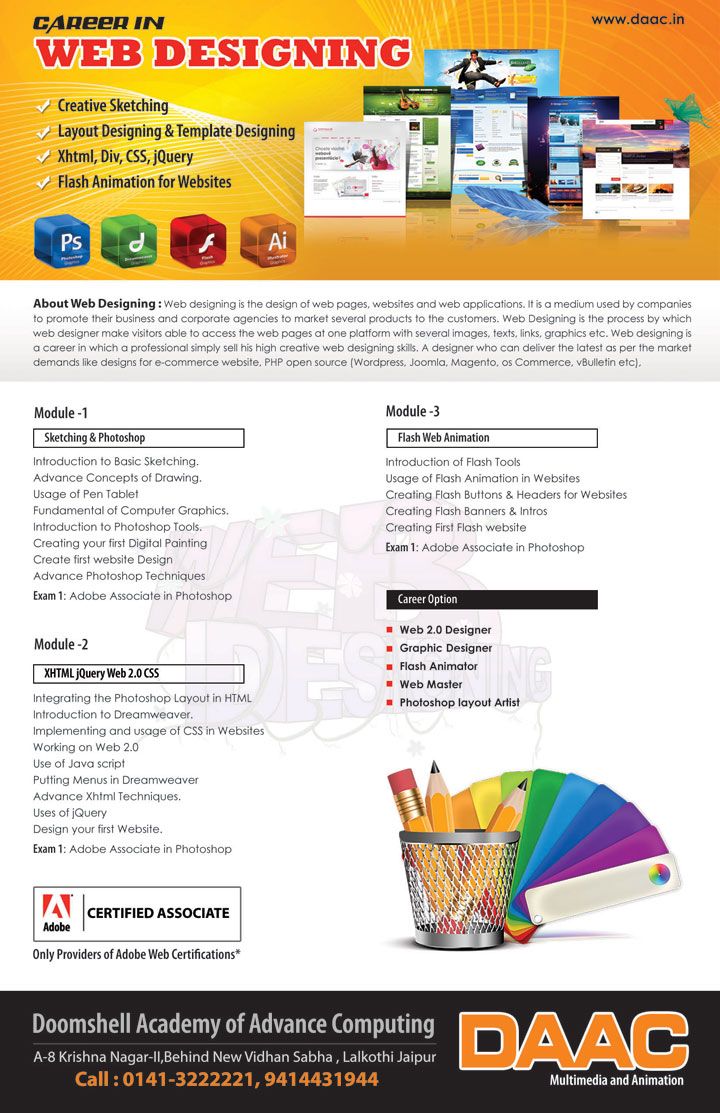 CAREER IN
www.daac.in
WEB DESIGNING
Creative Sketching
Layout Designing & Template Designing
Xhtml, Div, CSS, jQuery
Flash Animation for Websites
Ps
Photoshop
Graphics
Dreamweaver
Graphics
Flash
Graphics
Ai
Illustrator
Graphics
About Web Designing : Web designing is the design of web pages, websites and web applications. It is a medium used by companies
to promote their business and corporate agencies to market several products to the customers. Web Designing is the process by which
web designer make visitors able to access the web pages at one platform with several images, texts, links, graphics etc. Web designing is
a career in which a professional simply sell his high creative web designing skills. A designer who can deliver the latest as per the market
demands like designs for e-commerce website, PHP open source (Wordpress, Joomla, Magento, os Commerce, vBulletin etc),
Module -1
Sketching & Photoshop
Introduction to Basic Sketching.
Advance Concepts of Drawing.
Usage of Pen Tablet
Fundamental of Computer Graphics.
Introduction to Photoshop Tools.
Creating your first Digital Painting
Create first website Design
Advance Photoshop Techniques
Exam 1: Adobe Associate in Photoshop
Module -2
XHTML jQuery Web 2.0 CSS
Integrating the Photoshop Layout in HTML
Introduction to Dreamweaver.
Implementing and usage of CSS in Websites
Working on Web 2.0
Use of Java script
Putting Menus in Dreamweaver
Advance Xhtml Techniques.
Uses of jQuery
Design your first Website.
Exam 1: Adobe Associate in Photoshop
Module -3
Flash Web Animation
Introduction of Flash Tools
Usage of Flash Animation in Websites
Creating Flash Buttons & Headers for Websites
Creating Flash Banners & Intros
Creating First Flash website
Exam 1: Adobe Associate in Photoshop
Career Option
Web 2.0 Designer
Graphic Designer
Flash Animator
Web Master
Photoshop layout Artist
WEB
DESIGNING
Adobe
CERTIFIED ASSOCIATE
Only Providers of Adobe Web Certifications*
Doomshell Academy of Advance Computing
A-8 Krishna Nagar-II,Behind New Vidhan Sabha , Lalkothi Jaipur
Call : 0141-3222221, 9414431944
DAAC
Multimedia and Animation